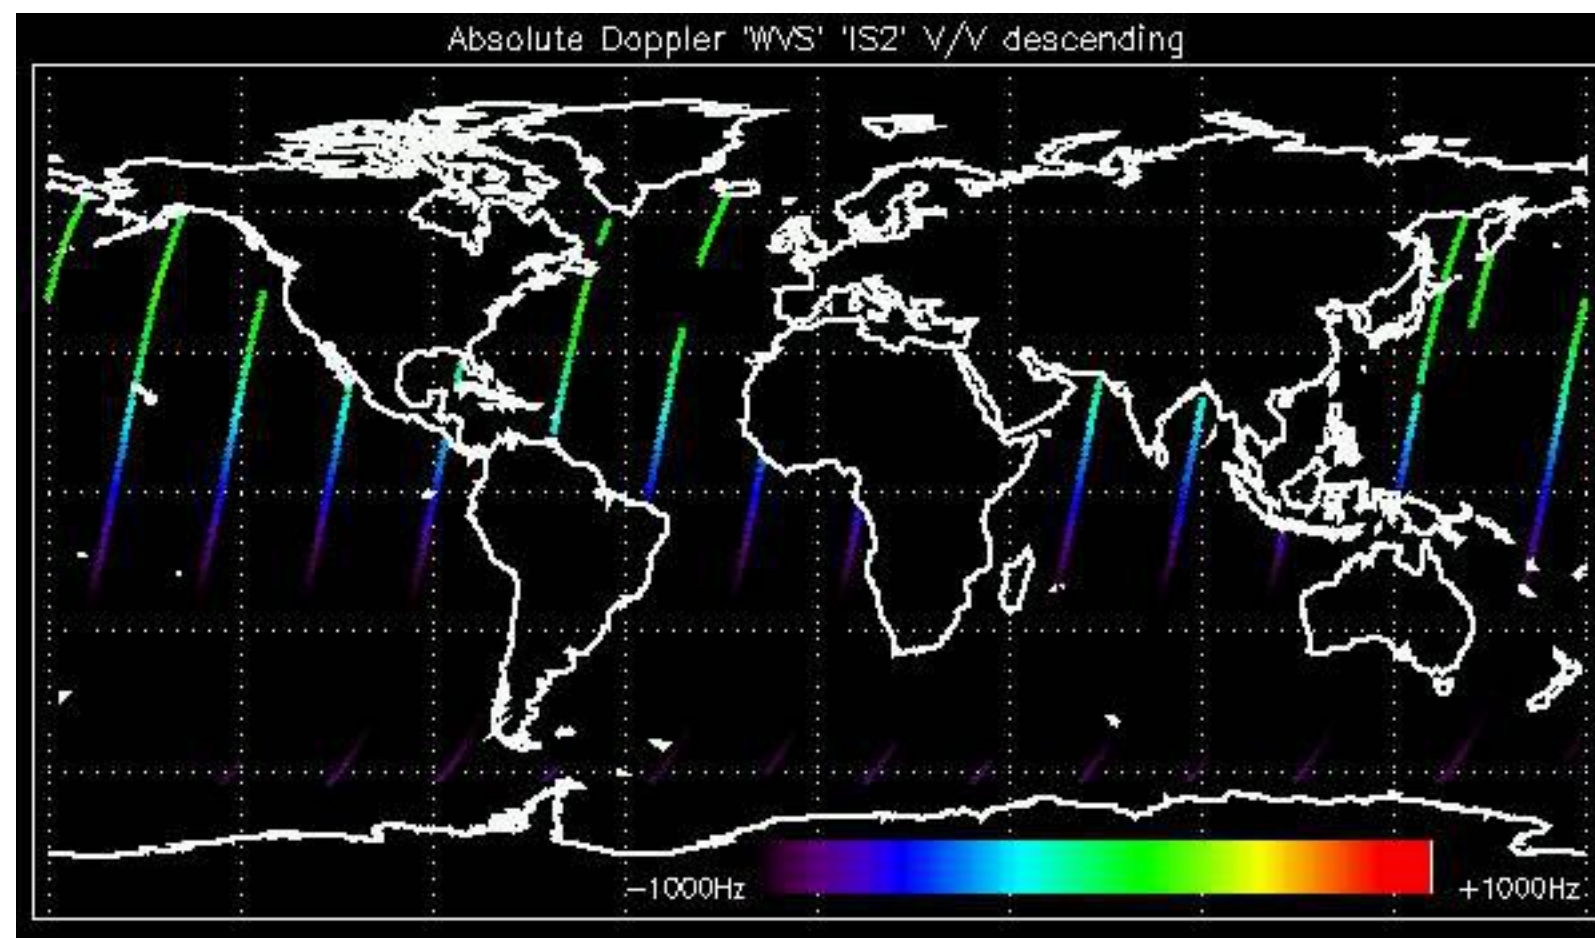 Absolute Doppler 'WVS' 'IS2' V/V descending
-1000Hz +1000Hz